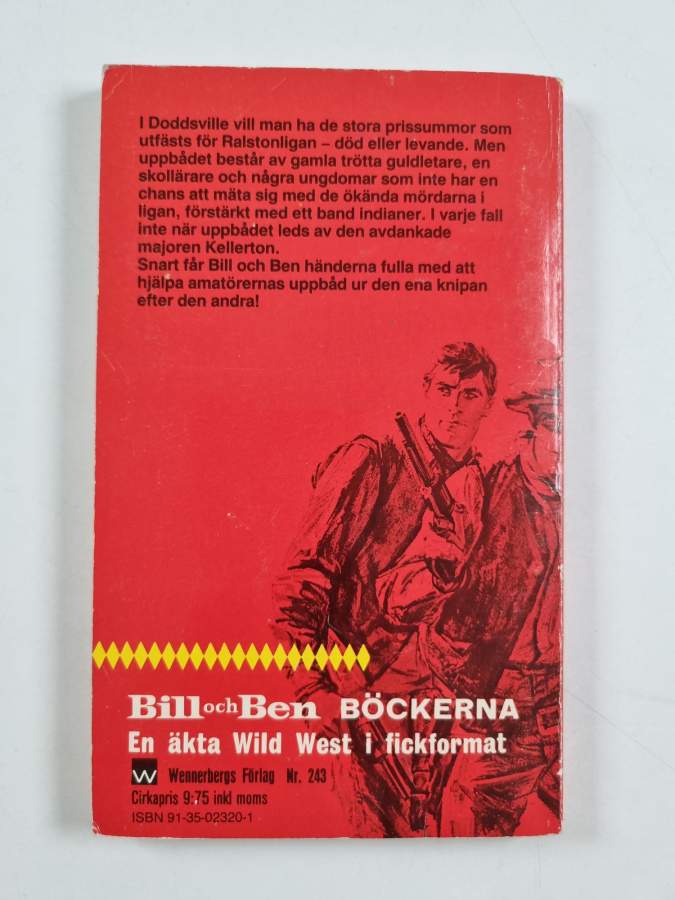 I Doddsville vill man ha de stora prissummor som
utfästs för Ralstonligan – död eller levande. Men
uppbådet består av gamla trötta guldletare, en
skollärare och några ungdomar som inte har en
chans att mäta sig med de ökända mördarna i
ligan, förstärkt med ett band indianer. I varje fall
inte när uppbådet leds av den avdankade
majoren Kellerton.
Snart får Bill och Ben händerna fulla med att
hjälpa amatörernas uppbåd ur den ena knipan
efter den andra!
Bill och Ben BÖCKERNA
En äkta Wild West i fickformat
W Wennerbergs Förlag Nr. 243
Cirkapris 9:75 inkl moms
ISBN 91-35-02320-1